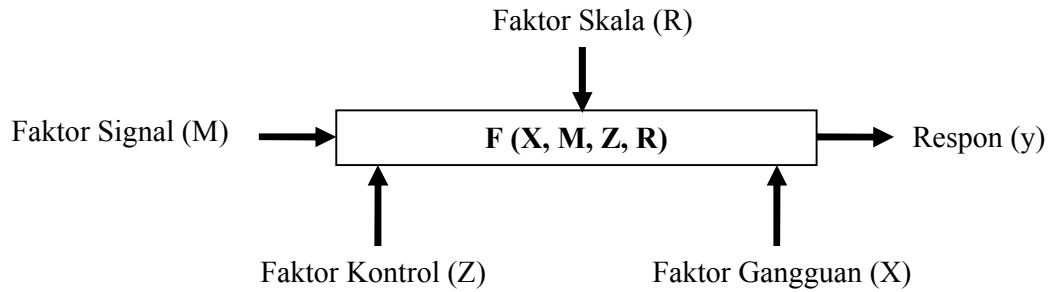 Faktor Skala (R)
Faktor Signal (M)
F (X, M, Z, R)
Respon (y)
Faktor Kontrol (Z)
Faktor Gangguan (X)